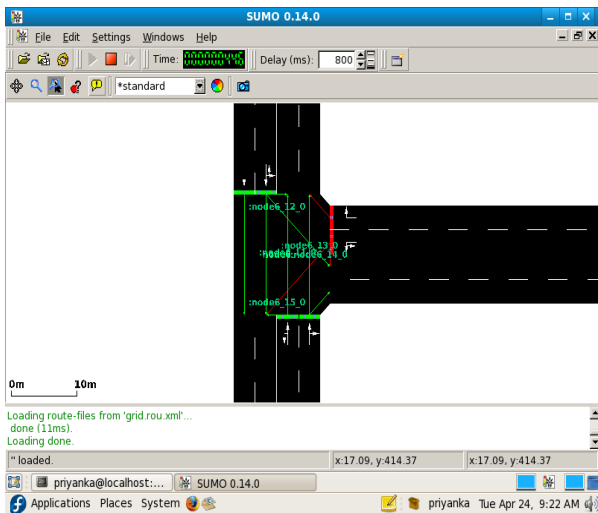 SUMO 0.14.0
File Edit Settings Windows Help
Time: Delay (ms): 800
*standard
:node6_12_0
:node6_13_0
:node6_14_0
:node6_15_0
0m 10m
Loading route-files from 'grid.rou.xml'...
done (11ms).
Loading done.
'' loaded. x:17.09, y:414.37 x:17.09, y:414.37
priyanka@localhost:... SUMO 0.14.0
Applications Places System priyanka Tue Apr 24, 9:22 AM